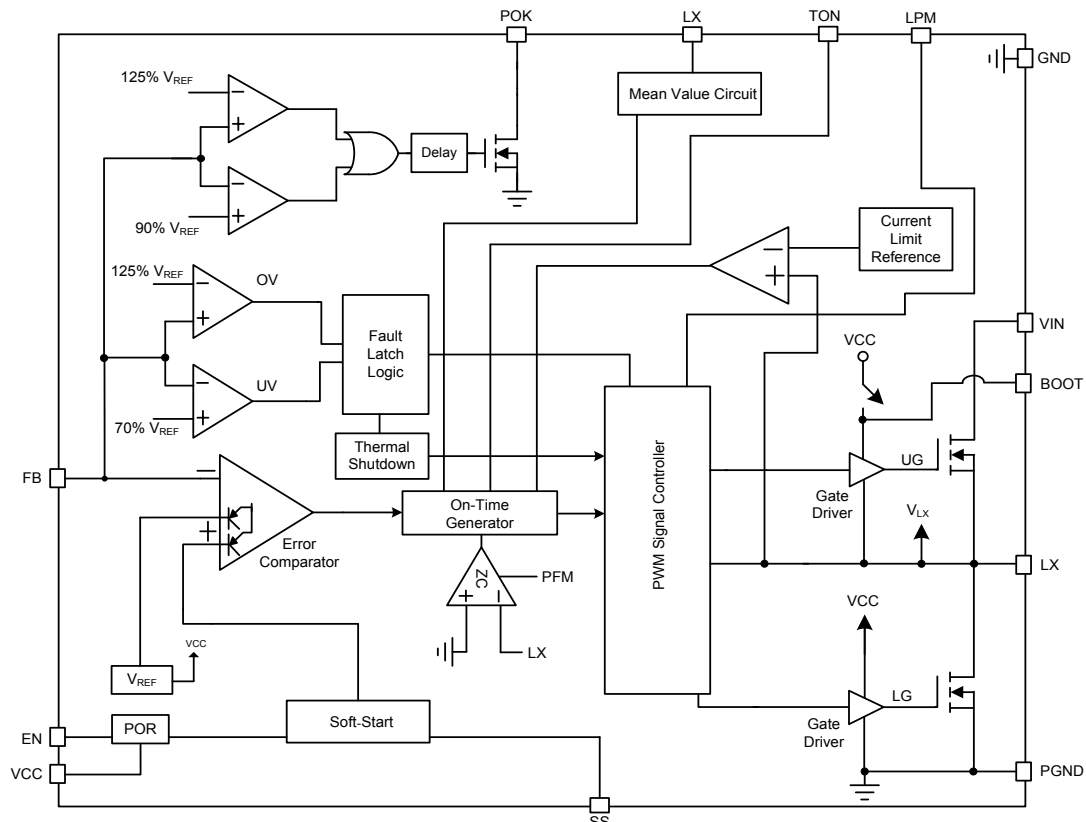 POK
LX
TON
LPM
GND
125% VREF
−
+
Mean Value Circuit
Delay
−
+
90% VREF
Current
Limit
Reference
−
+
125% VREF
OV
−
+
Fault
Latch
Logic
VIN
VCC
BOOT
UV
−
+
70% VREF
Thermal
Shutdown
FB
−
+
Error
Comparator
On-Time
Generator
PWM Signal Controller
UG
Gate
Driver
VLX
ZC
PFM
+
−
LX
LX
VCC
VCC
VREF
Soft-Start
LG
Gate
Driver
EN
POR
VCC
PGND
SS